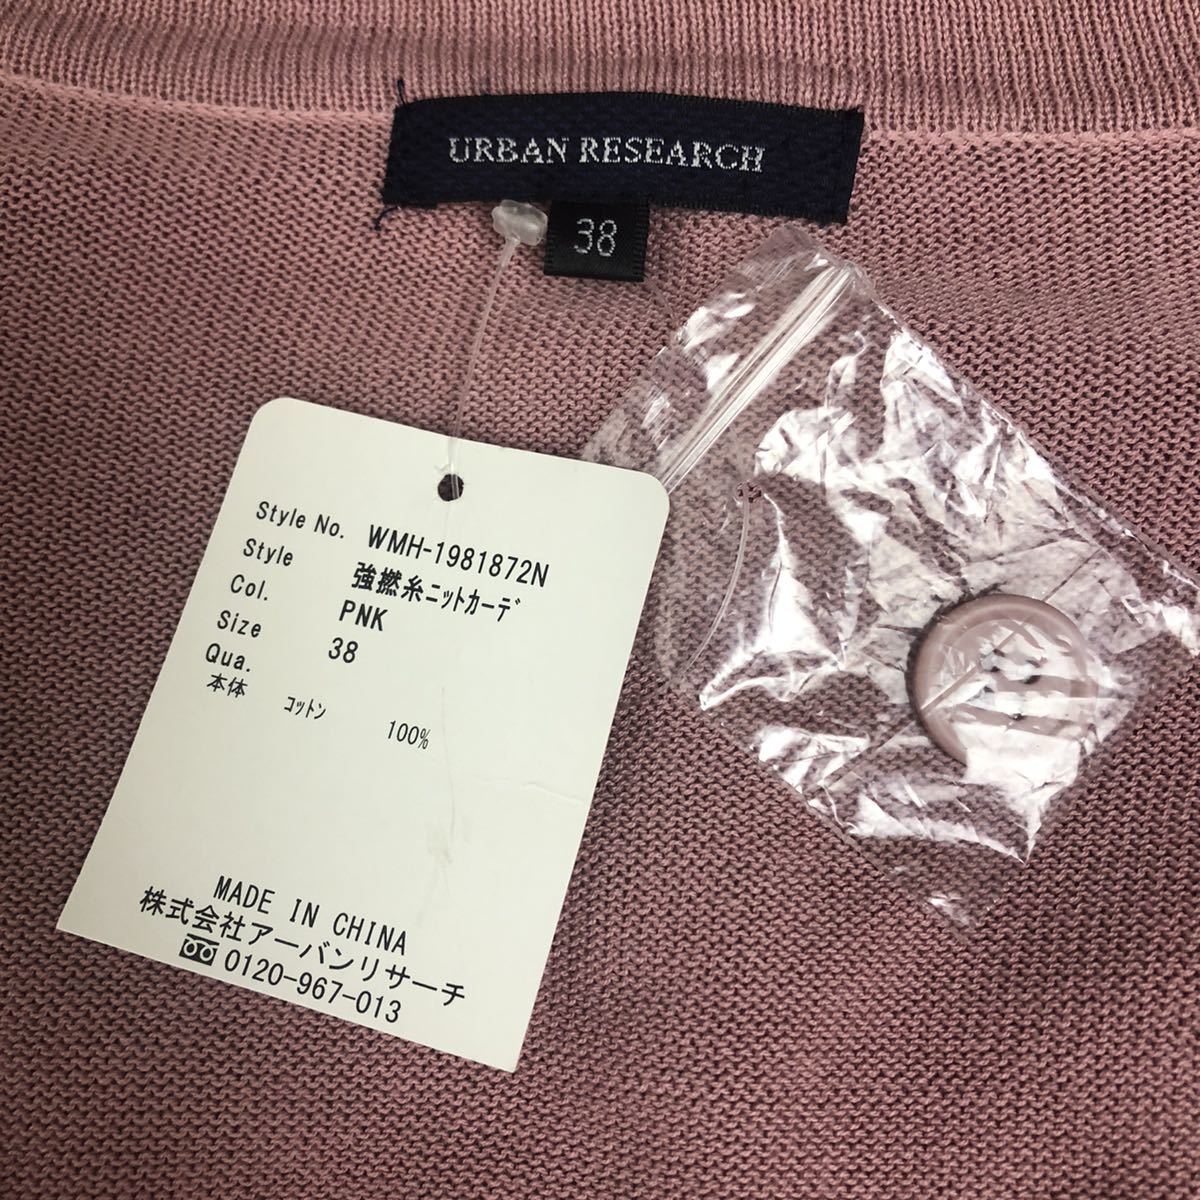 URBAN RESEARCH
38
Style No. WMH-1981872N
Style 強撚糸ニットカーデ
Col. PNK
Size 38
Qua.
本体 コットン 100%
MADE IN CHINA
株式会社アーバンリサーチ
0120-967-013